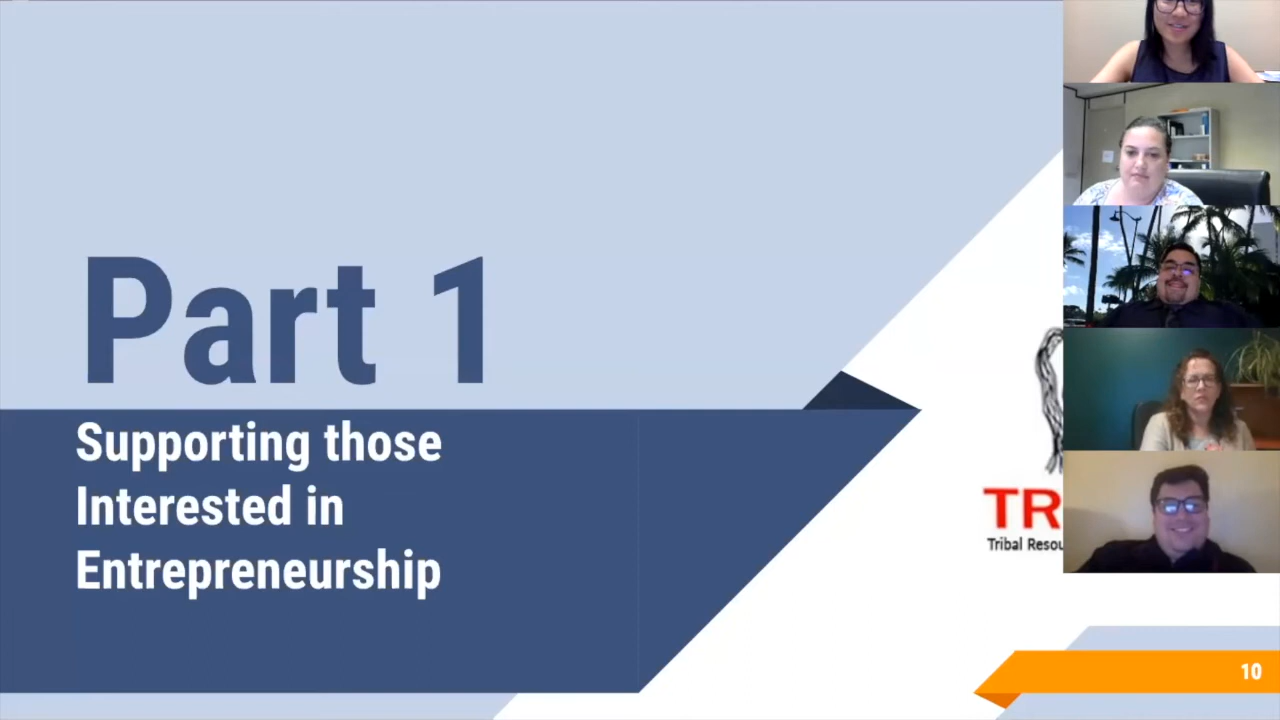 Part 1
Supporting those
Interested in
Entrepreneurship
TR
Tribal Resou
10